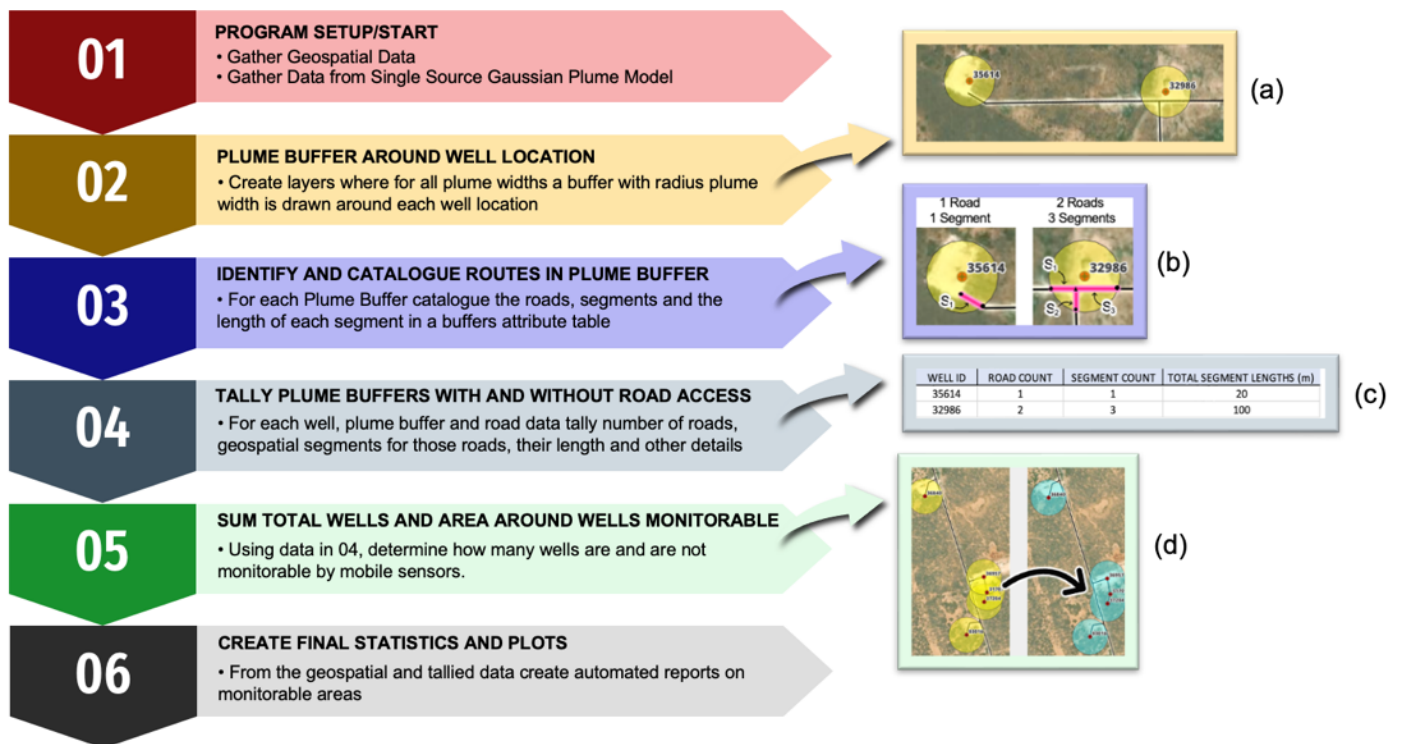 01
PROGRAM SETUP/START
• Gather Geospatial Data
• Gather Data from Single Source Gaussian Plume Model
02
PLUME BUFFER AROUND WELL LOCATION
• Create layers where for all plume widths a buffer with radius plume
width is drawn around each well location
03
IDENTIFY AND CATALOGUE ROUTES IN PLUME BUFFER
• For each Plume Buffer catalogue the roads, segments and the
length of each segment in a buffers attribute table
04
TALLY PLUME BUFFERS WITH AND WITHOUT ROAD ACCESS
• For each well, plume buffer and road data tally number of roads,
geospatial segments for those roads, their length and other details
05
SUM TOTAL WELLS AND AREA AROUND WELLS MONITORABLE
• Using data in 04, determine how many wells are and are not
monitorable by mobile sensors.
06
CREATE FINAL STATISTICS AND PLOTS
• From the geospatial and tallied data create automated reports on
monitorable areas
35614
32986
(a)
1 Road
1 Segment
2 Roads
3 Segments
35614
S1
32986
S1
S2
S3
(b)
WELL ID ROAD COUNT SEGMENT COUNT TOTAL SEGMENT LENGTHS (m)
35614 1 1 20
32986 2 3 100
(c)
(d)